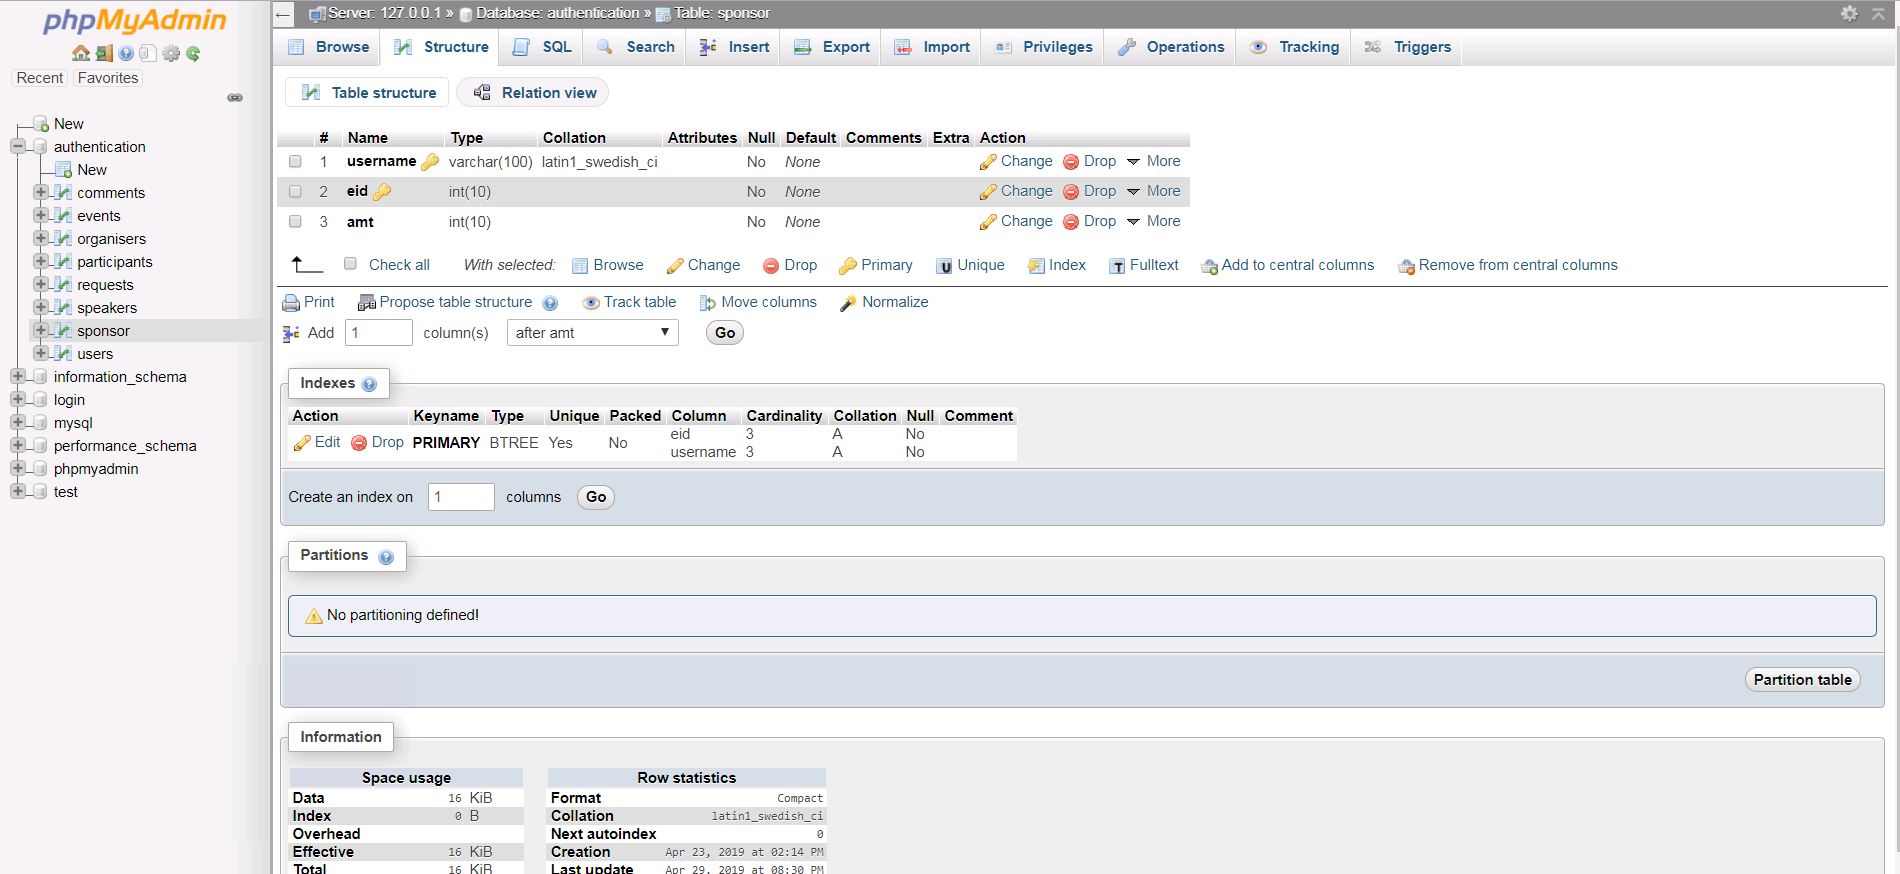 phpMyAdmin
Recent Favorites
New
authentication
New
comments
events
organisers
participants
requests
speakers
sponsor
users
information_schema
login
mysql
performance_schema
phpmyadmin
test
Server: 127.0.0.1 » Database: authentication » Table: sponsor
Browse Structure SQL Search Insert Export Import Privileges Operations Tracking Triggers
Table structure Relation view
# Name Type Collation Attributes Null Default Comments Extra Action
1 username varchar(100) latin1_swedish_ci No None Change Drop More
2 eid int(10) No None Change Drop More
3 amt int(10) No None Change Drop More
Check all With selected: Browse Change Drop Primary Unique Index Fulltext Add to central columns Remove from central columns
Print Propose table structure Track table Move columns Normalize
Add 1 column(s) after amt Go
Indexes
Action Keyname Type Unique Packed Column Cardinality Collation Null Comment
Edit Drop PRIMARY BTREE Yes No eid 3 A No
username 3 A No
Create an index on 1 columns Go
Partitions
No partitioning defined!
Partition table
Information
Space usage
Data 16 KiB
Index 0 B
Overhead
Effective 16 KiB
Total 16 KiB
Row statistics
Format Compact
Collation latin1_swedish_ci
Next autoindex 0
Creation Apr 23, 2019 at 02:14 PM
Last update Apr 29, 2019 at 08:30 PM